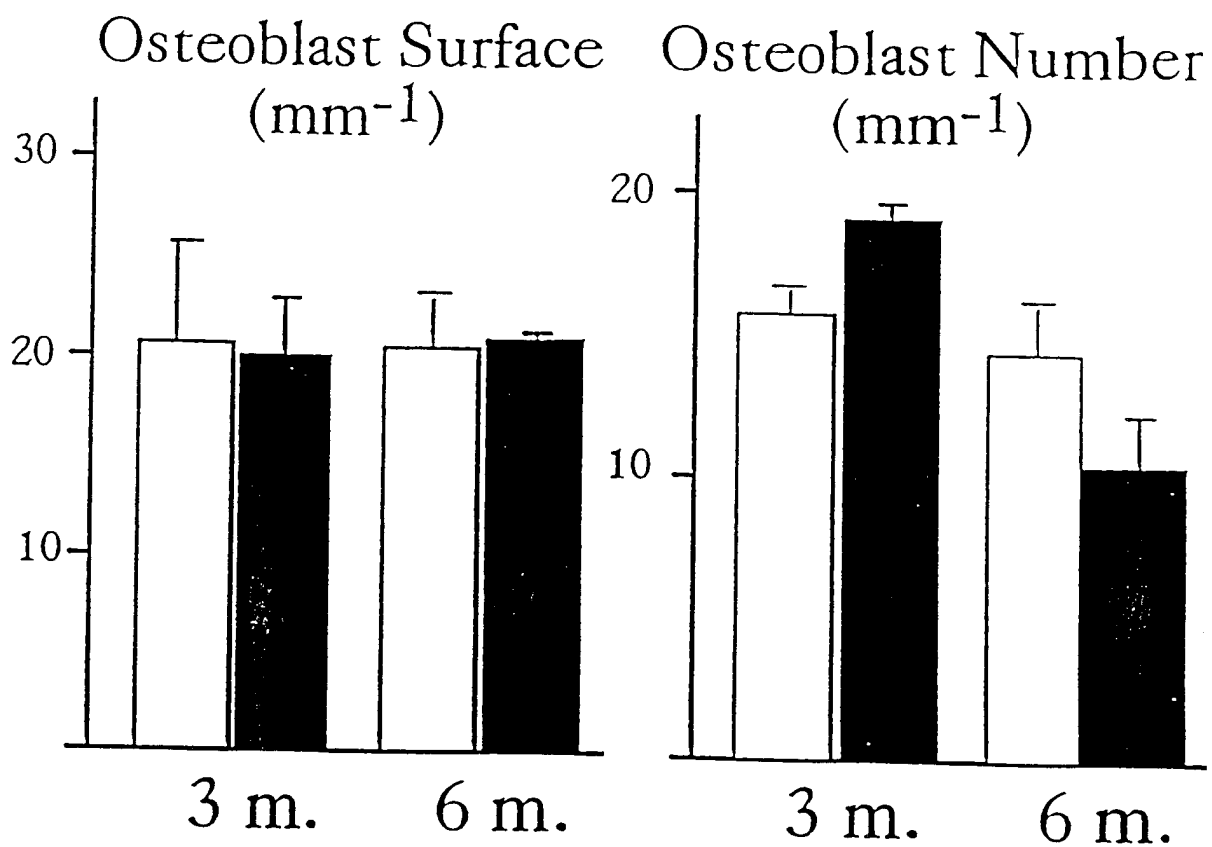 Osteoblast Surface
(mm-1)
30
20
10
3 m.
6 m.
Osteoblast Number
(mm-1)
20
10
3 m.
6 m.